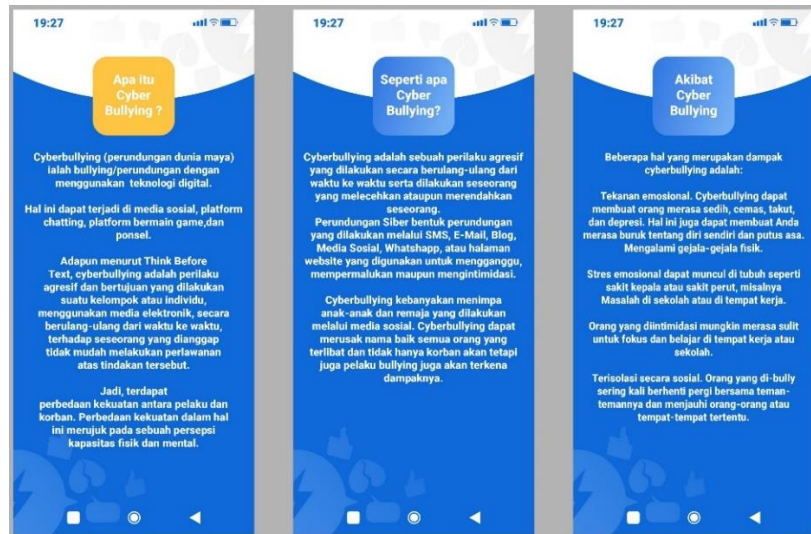 19:27
Apa itu
Cyber
Bullying ?
Cyberbullying (perundungan dunia maya)
ialah bullying/perundungan dengan
menggunakan teknologi digital.
Hal ini dapat terjadi di media sosial, platform
chatting, platform bermain game,dan
ponsel.
Adapun menurut Think Before
Text, cyberbullying adalah perilaku
agresif dan bertujuan yang dilakukan
suatu kelompok atau individu,
menggunakan media elektronik, secara
berulang-ulang dari waktu ke waktu,
terhadap seseorang yang dianggap
tidak mudah melakukan perlawanan
atas tindakan tersebut.
Jadi, terdapat
perbedaan kekuatan antara pelaku dan
korban. Perbedaan kekuatan dalam hal
ini merujuk pada sebuah persepsi
kapasitas fisik dan mental.
19:27
Seperti apa
Cyber
Bullying?
Cyberbullying adalah sebuah perilaku agresif
yang dilakukan secara berulang-ulang dari
waktu ke waktu serta dilakukan seseorang
yang melecehkan ataupun merendahkan
seseorang.
Perundungan Siber bentuk perundungan
yang dilakukan melalui SMS, E-Mail, Blog,
Media Sosial, Whatshapp, atau halaman
website yang digunakan untuk mengganggu,
mempermalukan maupun mengintimidasi.
Cyberbullying kebanyakan menimpa
anak-anak dan remaja yang dilakukan
melalui media sosial. Cyberbullying dapat
merusak nama baik semua orang yang
terlibat dan tidak hanya korban akan tetapi
juga pelaku bullying juga akan terkena
dampaknya.
19:27
Akibat
Cyber
Bullying
Beberapa hal yang merupakan dampak
cyberbullying adalah:
Tekanan emosional. Cyberbullying dapat
membuat orang merasa sedih, cemas, takut,
dan depresi. Hal ini juga dapat membuat Anda
merasa buruk tentang diri sendiri dan putus asa.
Mengalami gejala-gejala fisik.
Stres emosional dapat muncul di tubuh seperti
sakit kepala atau sakit perut, misalnya
Masalah di sekolah atau di tempat kerja.
Orang yang diintimidasi mungkin merasa sulit
untuk fokus dan belajar di tempat kerja atau
sekolah.
Terisolasi secara sosial. Orang yang di-bully
sering kali berhenti pergi bersama teman-
temannya dan menjauhi orang-orang atau
tempat-tempat tertentu.